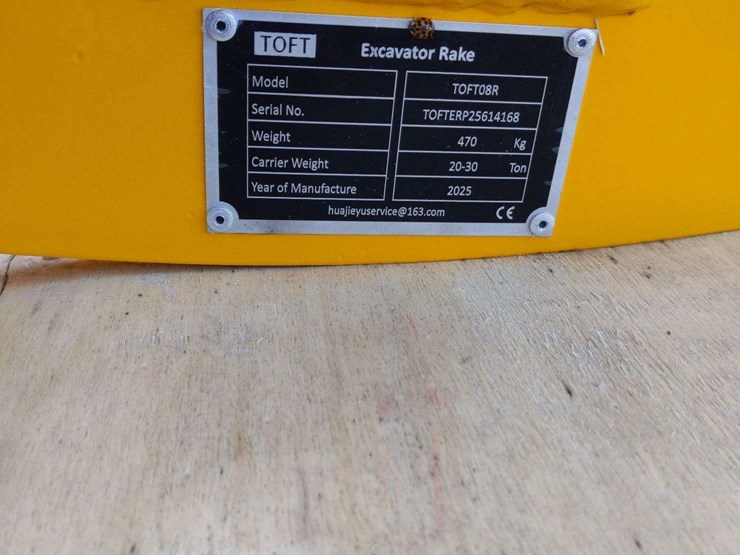 TOFT Excavator Rake
Model TOFT08R
Serial No. TOFTERP25614168
Weight 470 Kg
Carrier Weight 20-30 Ton
Year of Manufacture 2025
huajieyuservice@163.com CE